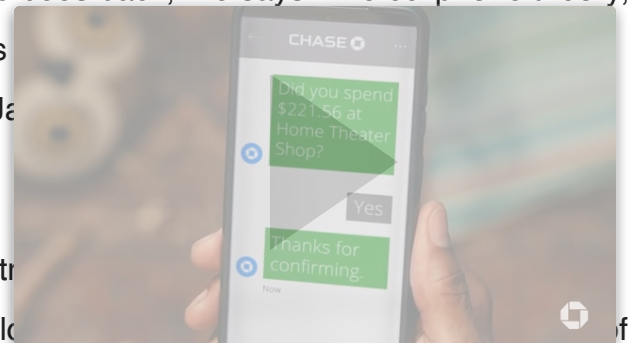 CHASE
Did you spend
$221.56 at
Home Theater
Shop?
Yes
Thanks for
confirming.
Now